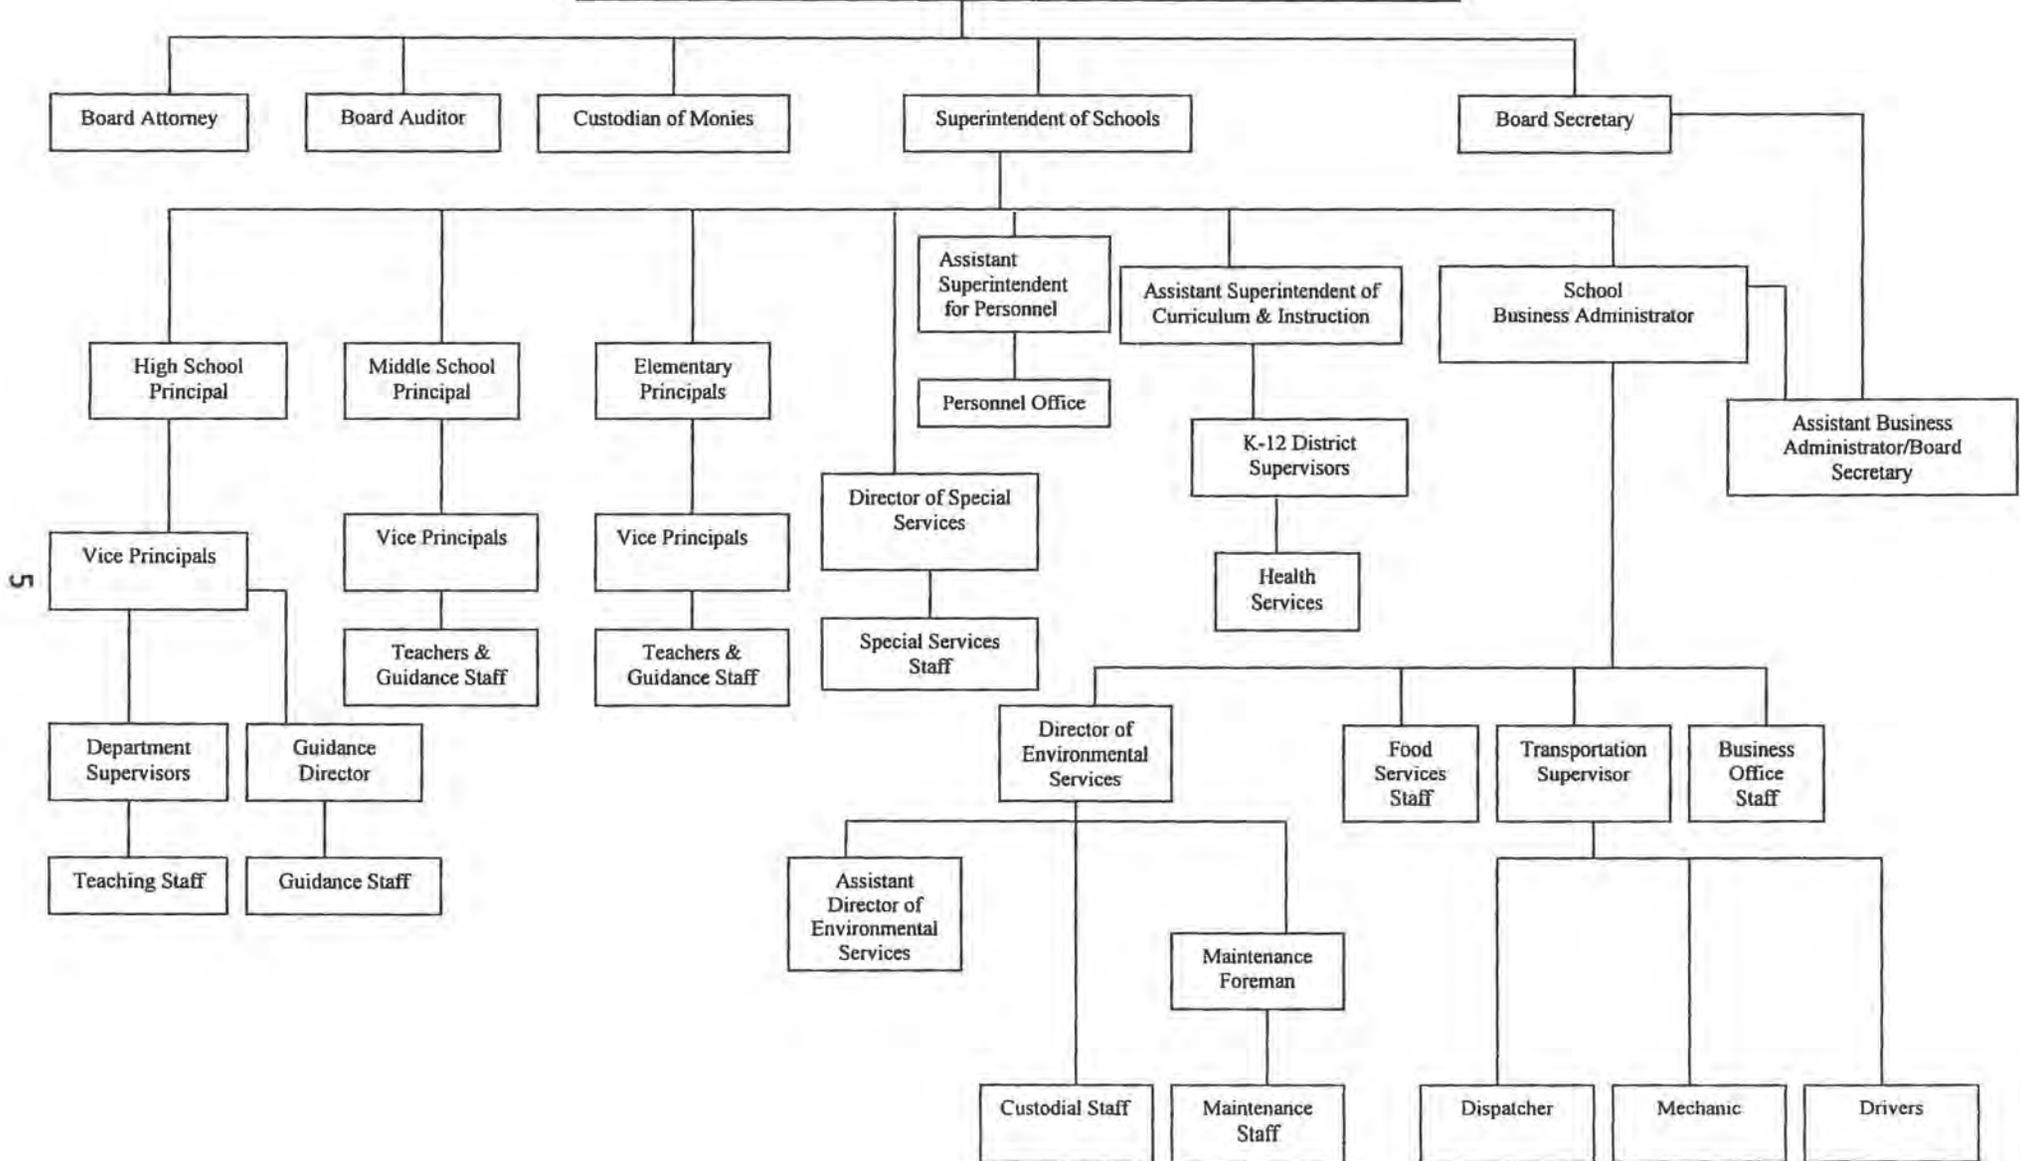 Board Attorney
Board Auditor
Custodian of Monies
Superintendent of Schools
Board Secretary
Assistant
Superintendent
for Personnel
Assistant Superintendent of
Curriculum & Instruction
School
Business Administrator
High School
Principal
Middle School
Principal
Elementary
Principals
Personnel Office
K-12 District
Supervisors
Assistant Business
Administrator/Board
Secretary
Director of Special
Services
Vice Principals
Vice Principals
Vice Principals
5
Health
Services
Teachers &
Guidance Staff
Teachers &
Guidance Staff
Special Services
Staff
Department
Supervisors
Guidance
Director
Director of
Environmental
Services
Food
Services
Staff
Transportation
Supervisor
Business
Office
Staff
Teaching Staff
Guidance Staff
Assistant
Director of
Environmental
Services
Maintenance
Foreman
Custodial Staff
Maintenance
Staff
Dispatcher
Mechanic
Drivers